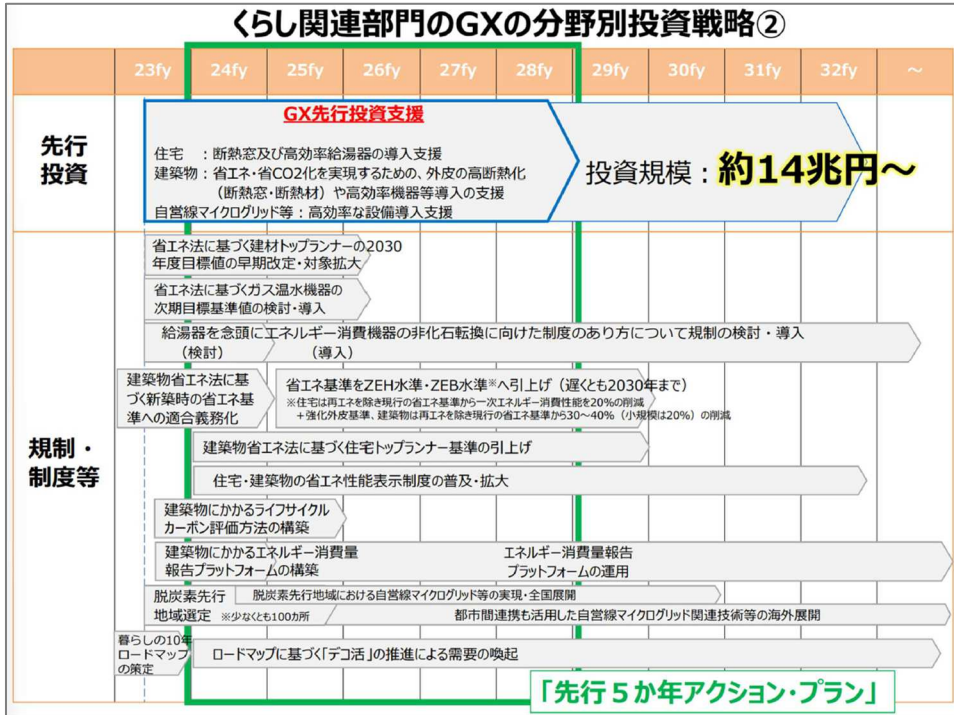 くらし関連部門のGXの分野別投資戦略②
23fy 24fy 25fy 26fy 27fy 28fy 29fy 30fy 31fy 32fy ～
先行
投資
GX先行投資支援
住宅　：断熱窓及び高効率給湯器の導入支援
建築物：省エネ・省CO2化を実現するための、外皮の高断熱化
（断熱窓・断熱材）や高効率機器等導入の支援
自営線マイクログリッド等：高効率な設備導入支援
投資規模：約14兆円～
規制・
制度等
省エネ法に基づく建材トップランナーの2030
年度目標値の早期改定・対象拡大
省エネ法に基づくガス温水機器の
次期目標基準値の検討・導入
給湯器を念頭にエネルギー消費機器の非化石転換に向けた制度のあり方について規制の検討・導入
（検討）　（導入）
建築物省エネ法に基
づく新築時の省エネ基
準への適合義務化
省エネ基準をZEH水準・ZEB水準※へ引上げ（遅くとも2030年まで）
※住宅は再エネを除き現行の省エネ基準から一次エネルギー消費性能を20%の削減
＋強化外皮基準、建築物は再エネを除き現行の省エネ基準から30～40%（小規模は20%）の削減
建築物省エネ法に基づく住宅トップランナー基準の引上げ
住宅・建築物の省エネ性能表示制度の普及・拡大
建築物にかかるライフサイクル
カーボン評価方法の構築
建築物にかかるエネルギー消費量
報告プラットフォームの構築
エネルギー消費量報告
プラットフォームの運用
脱炭素先行
地域選定　※少なくとも100カ所
脱炭素先行地域における自営線マイクログリッド等の実現・全国展開
都市間連携も活用した自営線マイクログリッド関連技術等の海外展開
暮らしの10年
ロードマップ
の策定
ロードマップに基づく「デコ活」の推進による需要の喚起
「先行５か年アクション・プラン」